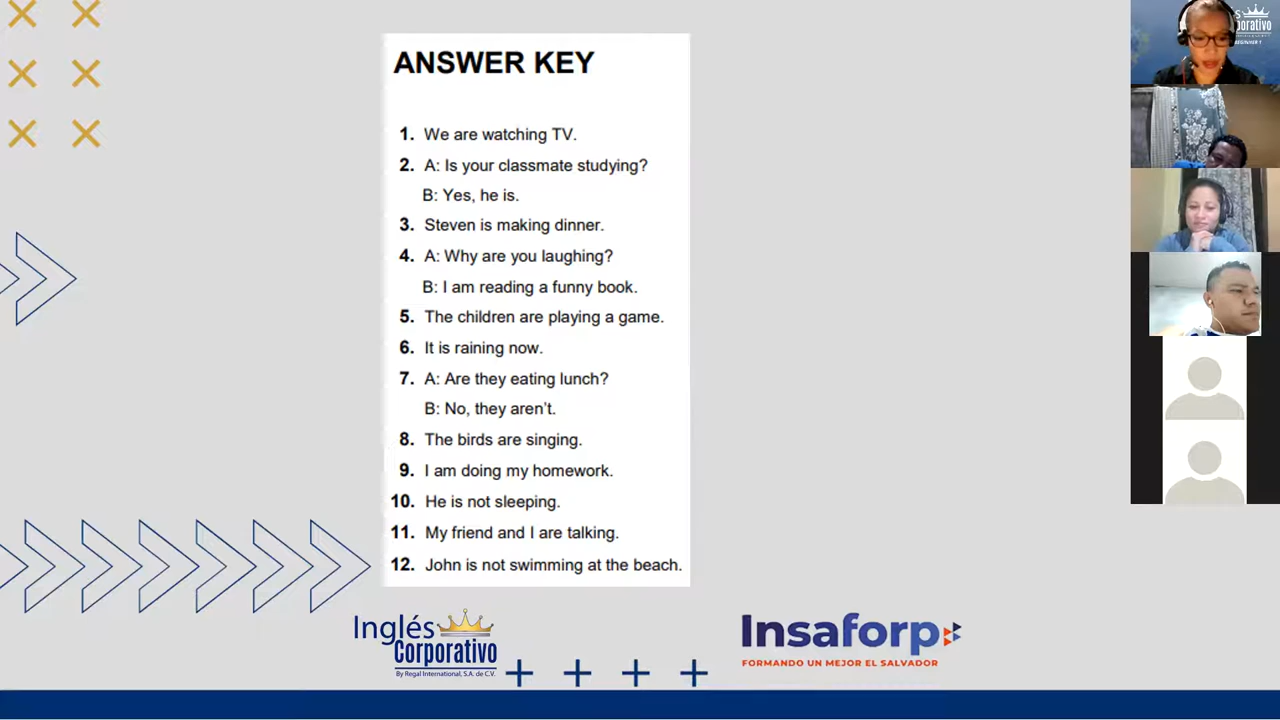 ANSWER KEY
1. We are watching TV.
2. A: Is your classmate studying?
B: Yes, he is.
3. Steven is making dinner.
4. A: Why are you laughing?
B: I am reading a funny book.
5. The children are playing a game.
6. It is raining now.
7. A: Are they eating lunch?
B: No, they aren't.
8. The birds are singing.
9. I am doing my homework.
10. He is not sleeping.
11. My friend and I are talking.
12. John is not swimming at the beach.
Inglés
Corporativo
By Regal International, S.A. de C.V.
Insaforp
FORMANDO UN MEJOR EL SALVADOR
BEGINNER 1